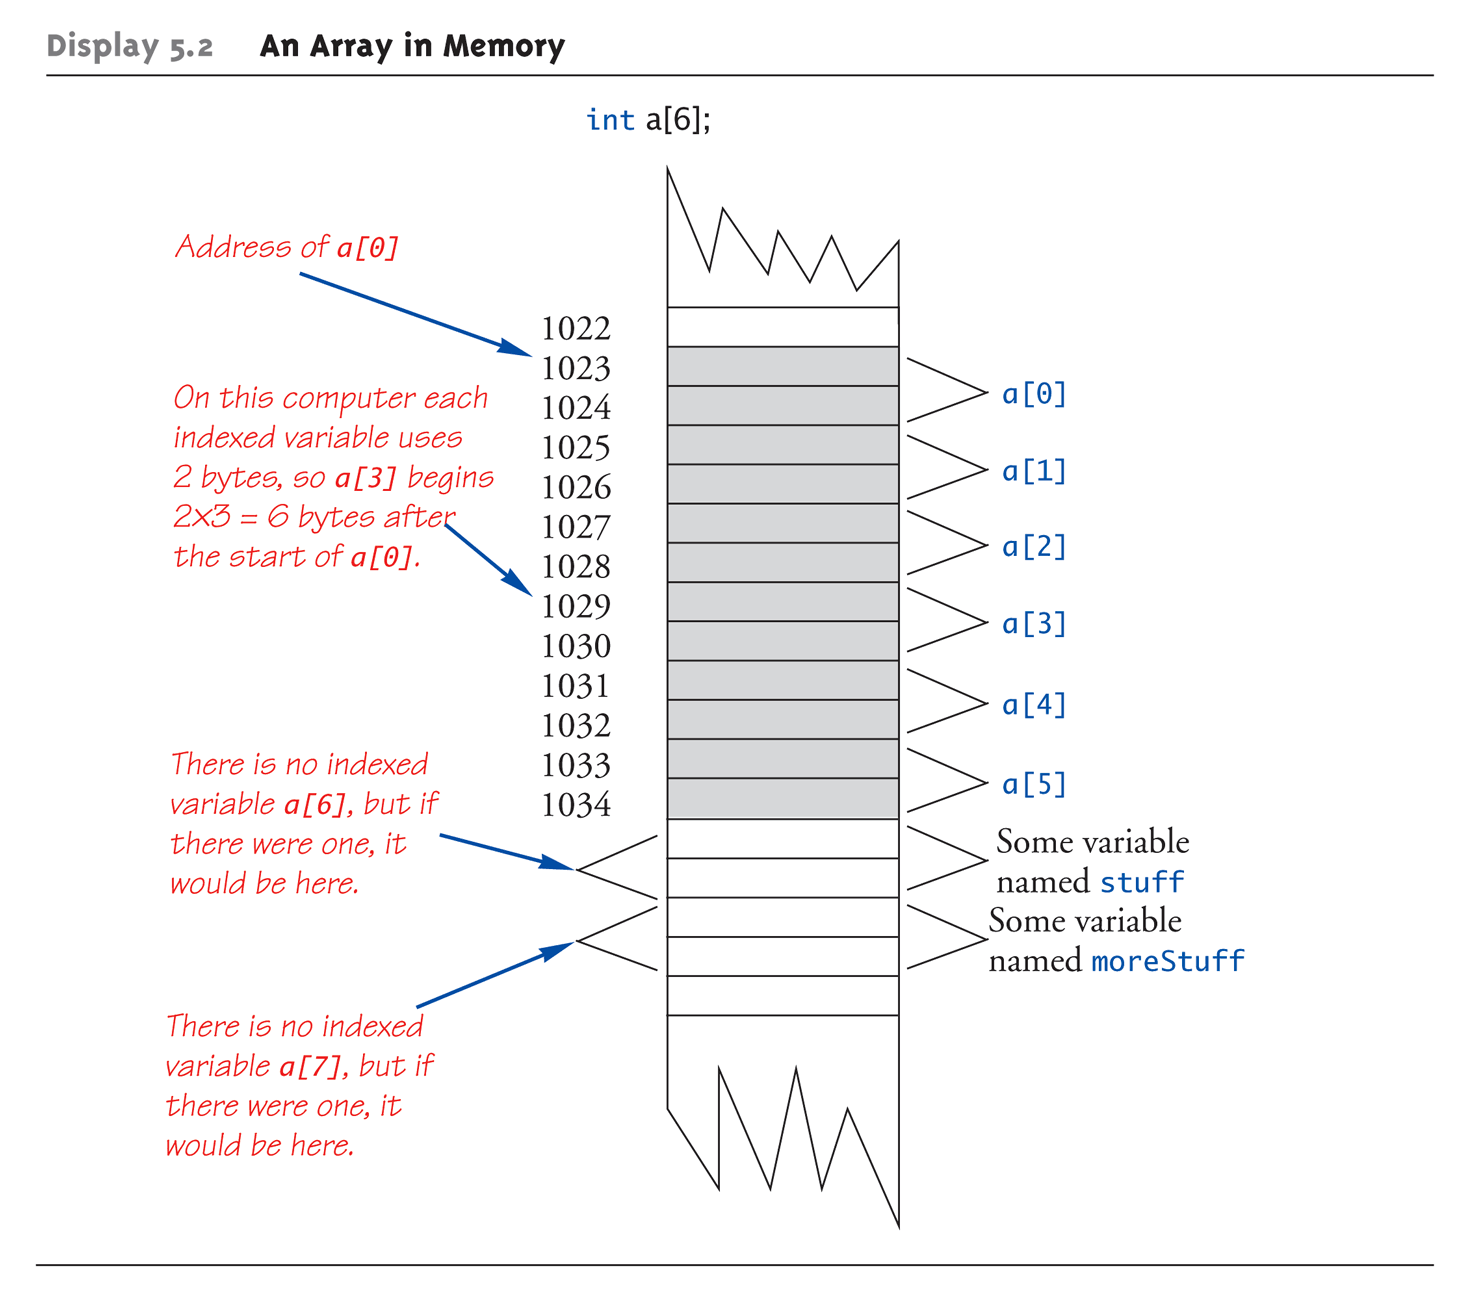 Display 5.2 An Array in Memory
int a[6];
Address of a[0]
1022
1023
1024
1025
1026
1027
1028
1029
1030
1031
1032
1033
1034
On this computer each
indexed variable uses
2 bytes, so a[3] begins
2x3 = 6 bytes after
the start of a[0].
There is no indexed
variable a[6], but if
there were one, it
would be here.
There is no indexed
variable a[7], but if
there were one, it
would be here.
a[0]
a[1]
a[2]
a[3]
a[4]
a[5]
Some variable
named stuff
Some variable
named moreStuff